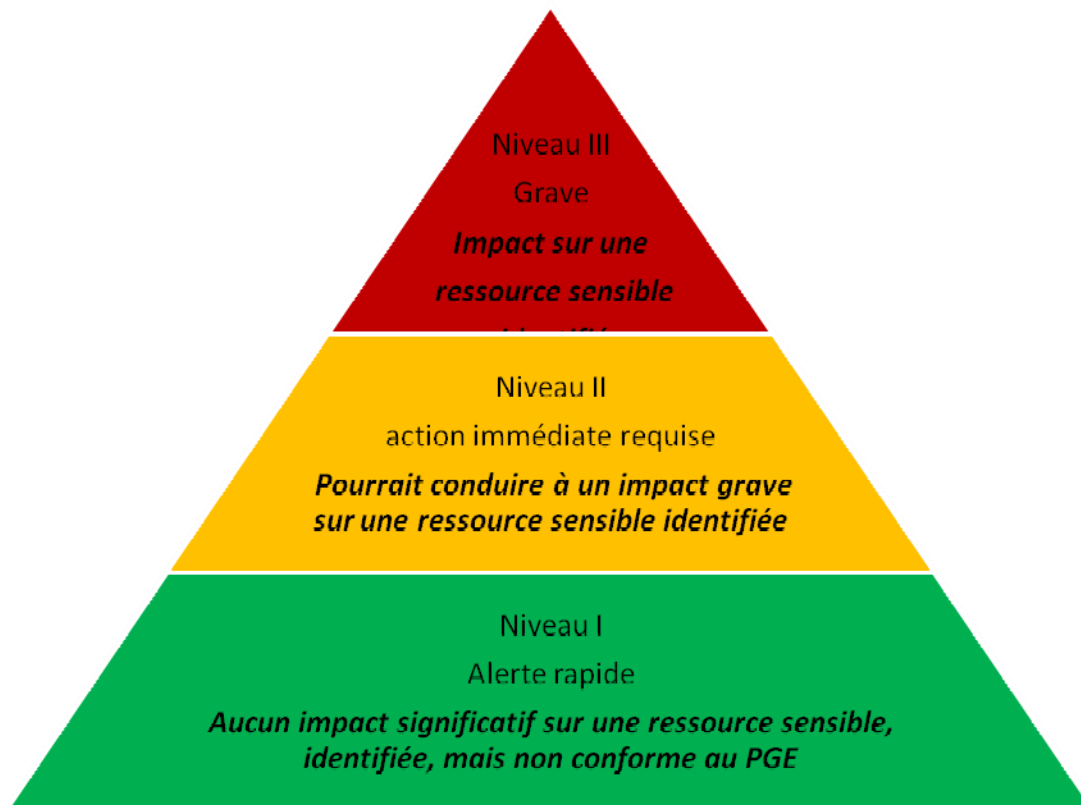 Niveau III
Grave
Impact sur une
ressource sensible
Niveau II
action immédiate requise
Pourrait conduire à un impact grave
sur une ressource sensible identifiée
Niveau I
Alerte rapide
Aucun impact significatif sur une ressource sensible,
identifiée, mais non conforme au PGE